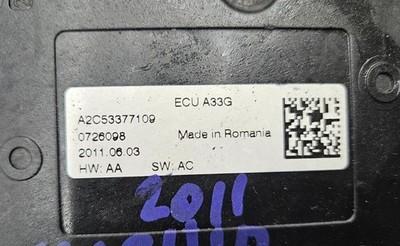 ECU A33G
A2C53377109
0726098 Made in Romania
2011.06.03
HW: AA SW: AC
2011